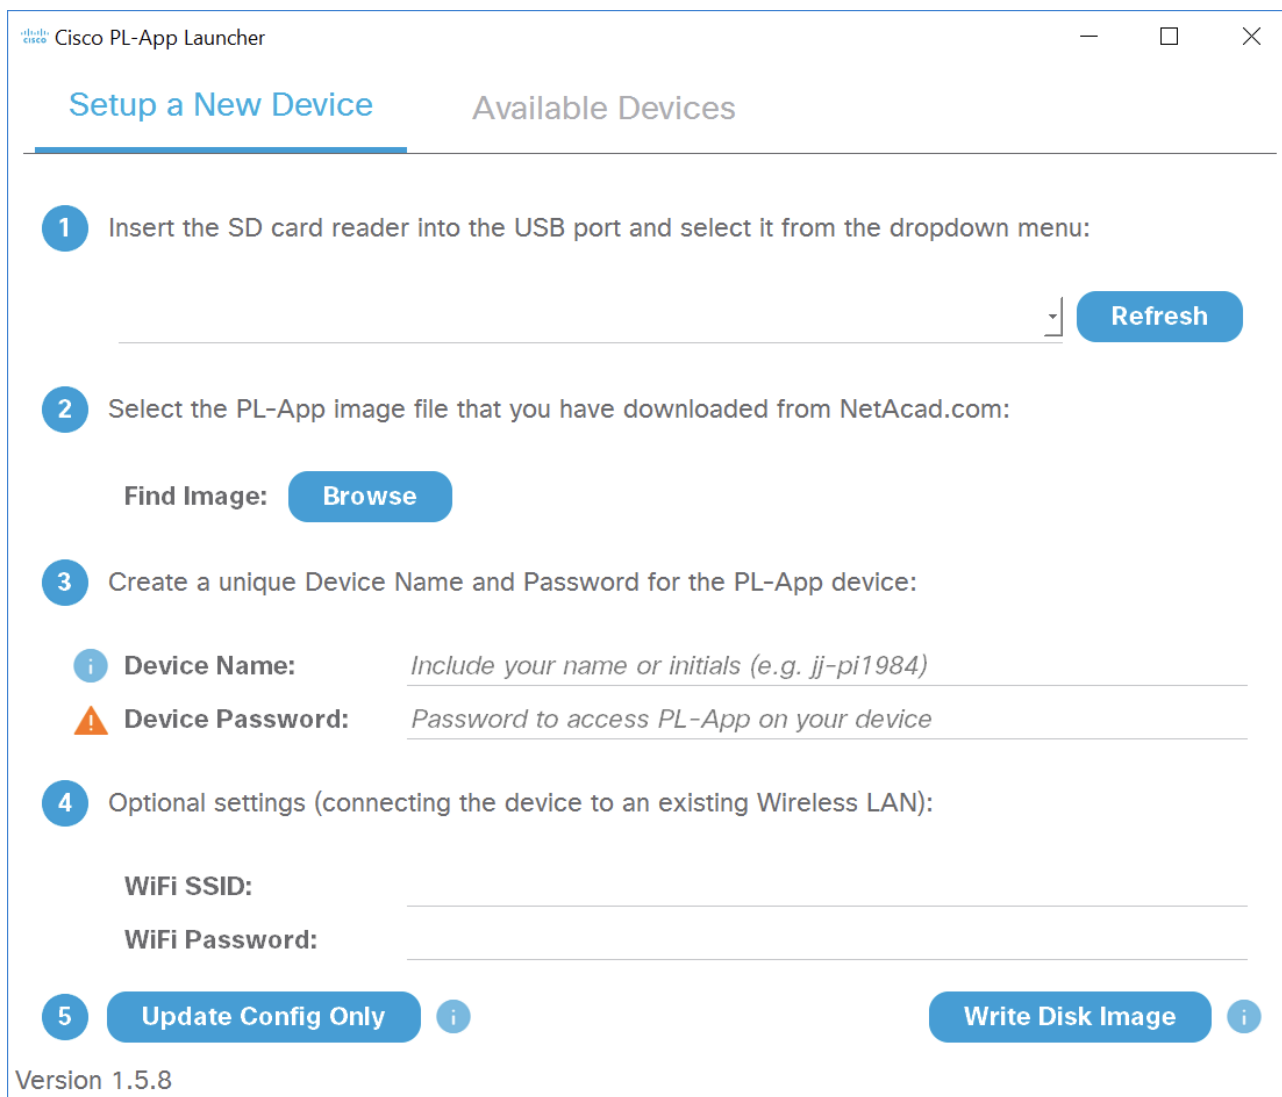 CISCO Cisco PL-App Launcher
Setup a New Device Available Devices
1 Insert the SD card reader into the USB port and select it from the dropdown menu:
Refresh
2 Select the PL-App image file that you have downloaded from NetAcad.com:
Find Image: Browse
3 Create a unique Device Name and Password for the PL-App device:
i Device Name: Include your name or initials (e.g. jj-pi1984)
! Device Password: Password to access PL-App on your device
4 Optional settings (connecting the device to an existing Wireless LAN):
WiFi SSID:
WiFi Password:
5 Update Config Only i Write Disk Image i
Version 1.5.8